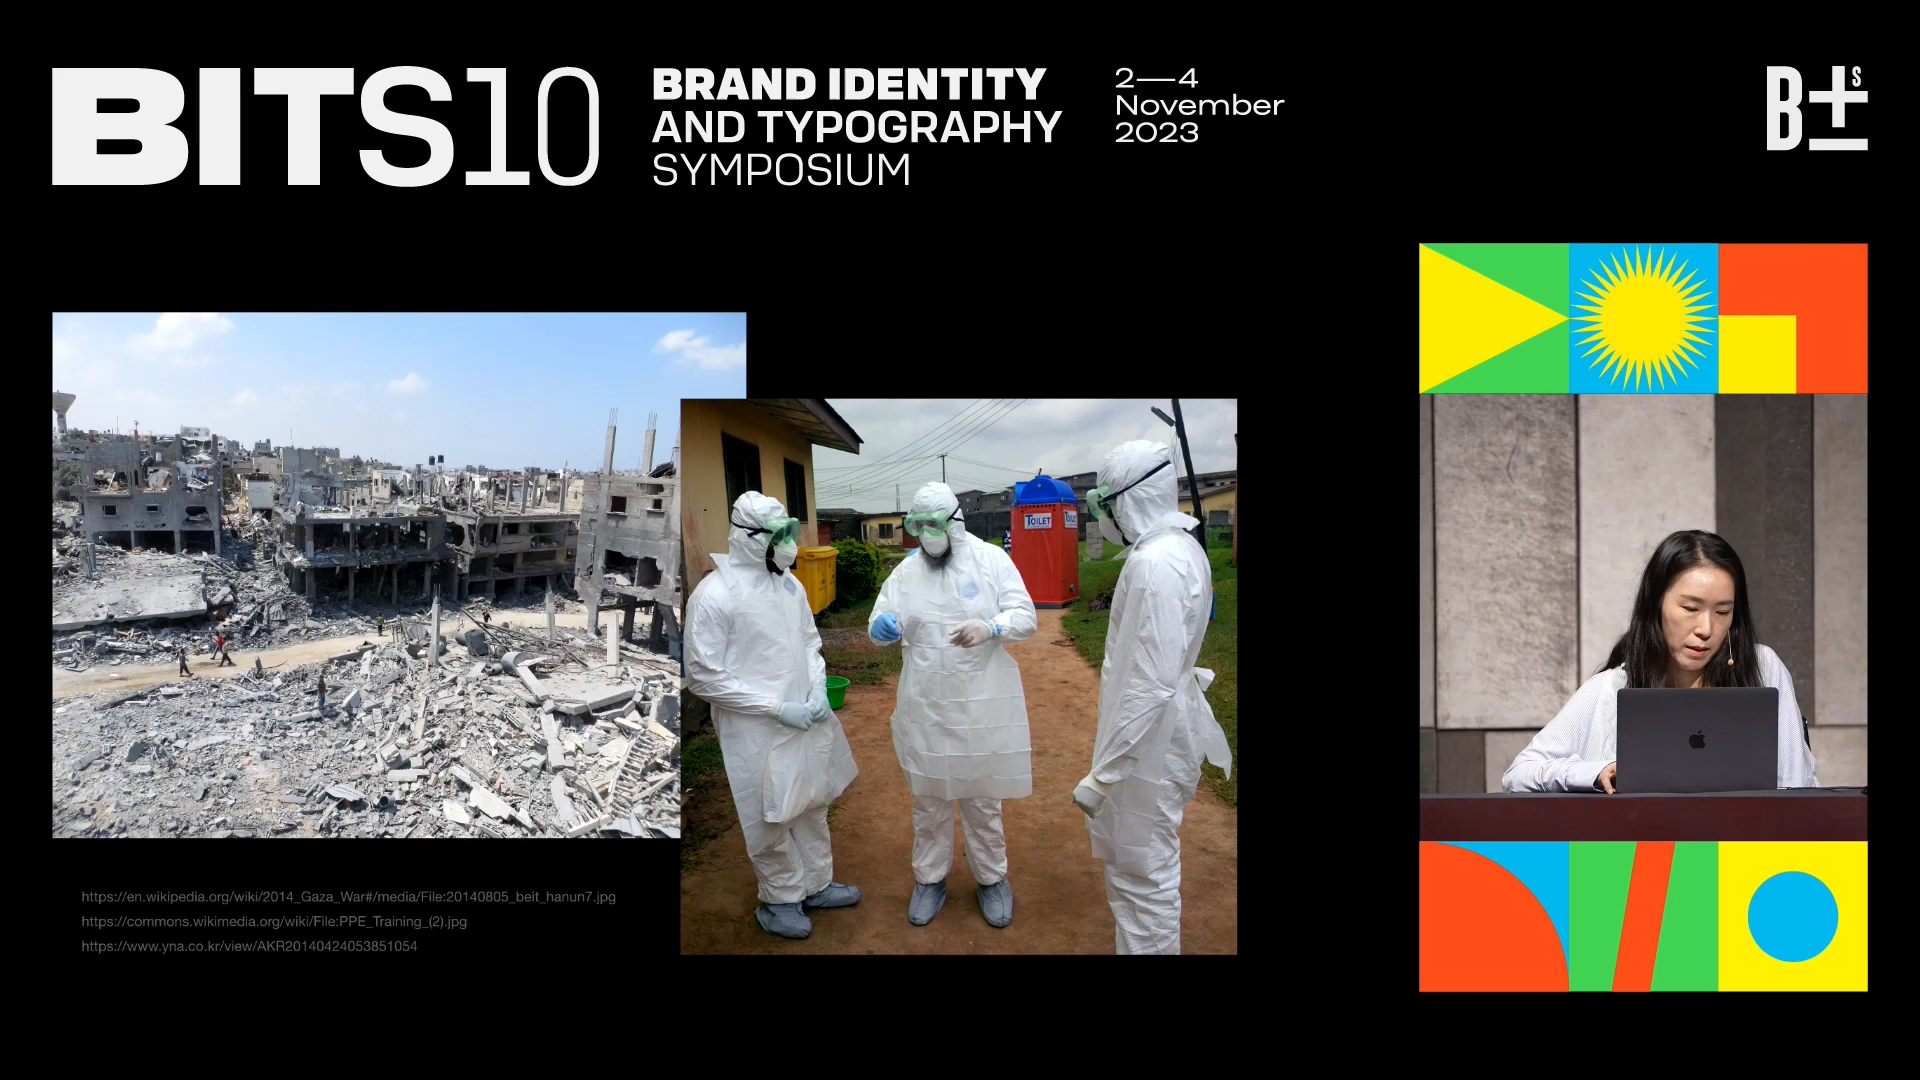 BITS10
BRAND IDENTITY
AND TYPOGRAPHY
SYMPOSIUM
2—4
November
2023
B±s
TOILET
https://en.wikipedia.org/wiki/2014_Gaza_War#/media/File:20140805_beit_hanun7.jpg
https://commons.wikimedia.org/wiki/File:PPE_Training_(2).jpg
https://www.yna.co.kr/view/AKR20140424053851054